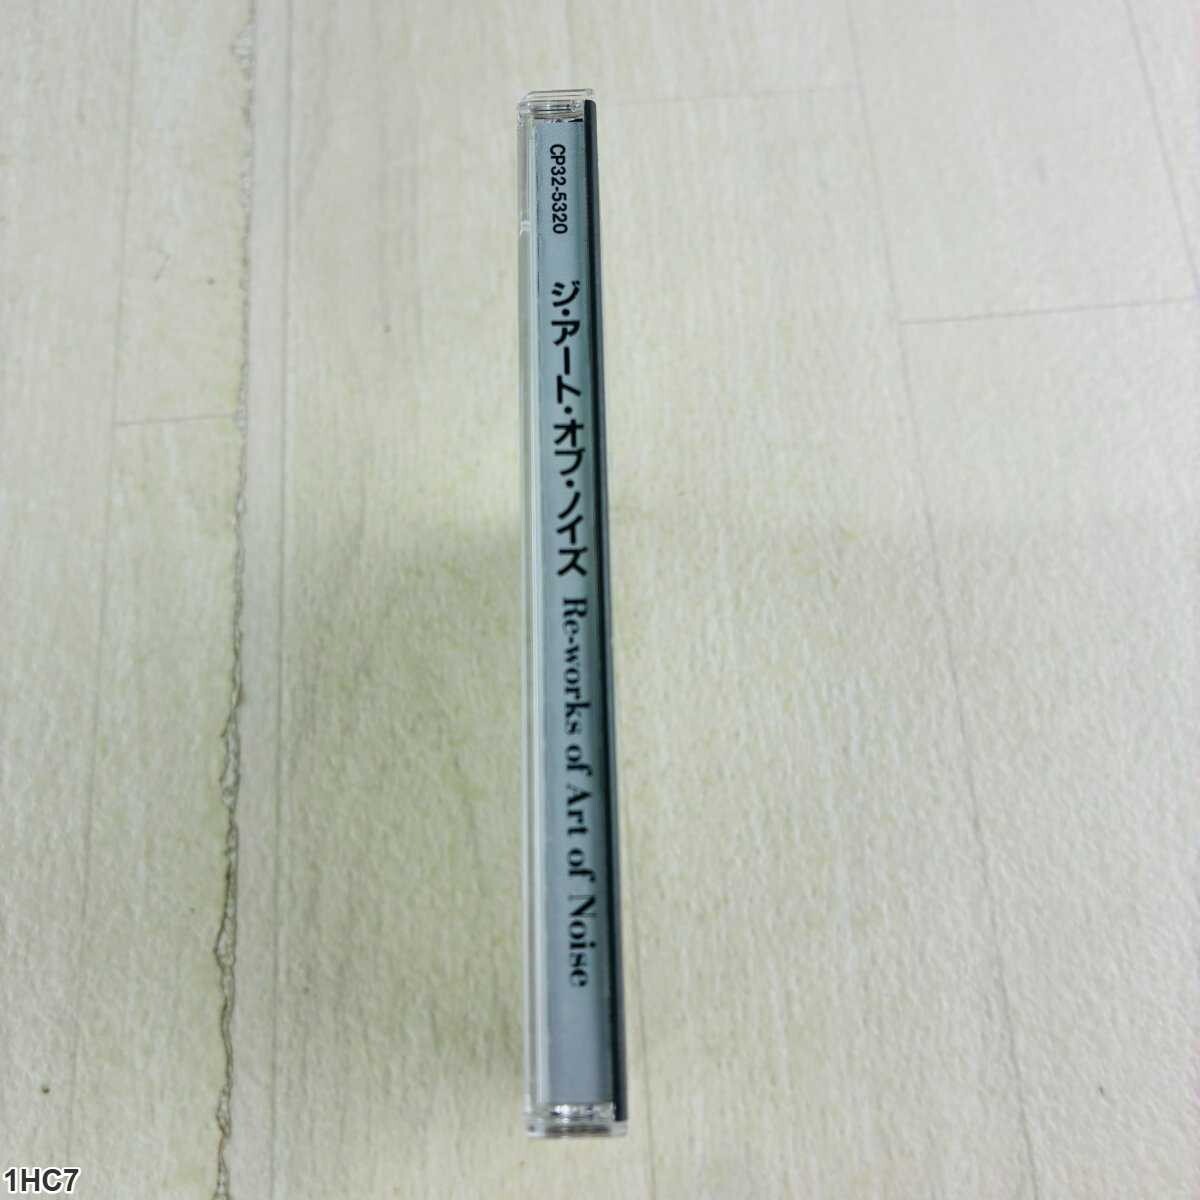 CP32-5320
ジ・アート・オブ・ノイズ Re-works of Art of Noise
1HC7